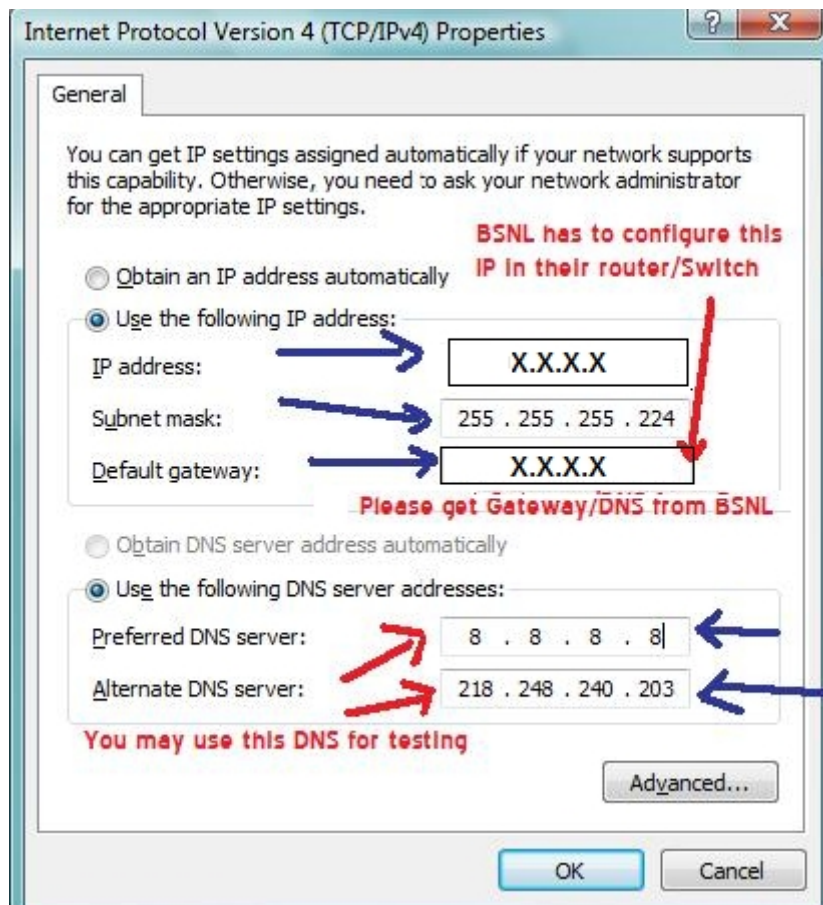 Internet Protocol Version 4 (TCP/IPv4) Properties
General
You can get IP settings assigned automatically if your network supports
this capability. Otherwise, you need to ask your network administrator
for the appropriate IP settings.
BSNL has to configure this
IP in their router/Switch
Obtain an IP address automatically
Use the following IP address:
IP address: X.X.X.X
Subnet mask: 255 . 255 . 255 . 224
Default gateway: X.X.X.X
Please get Gateway/DNS from BSNL
Obtain DNS server address automatically
Use the following DNS server addresses:
Preferred DNS server: 8 . 8 . 8 . 8
Alternate DNS server: 218 . 248 . 240 . 203
You may use this DNS for testing
Advanced...
OK Cancel